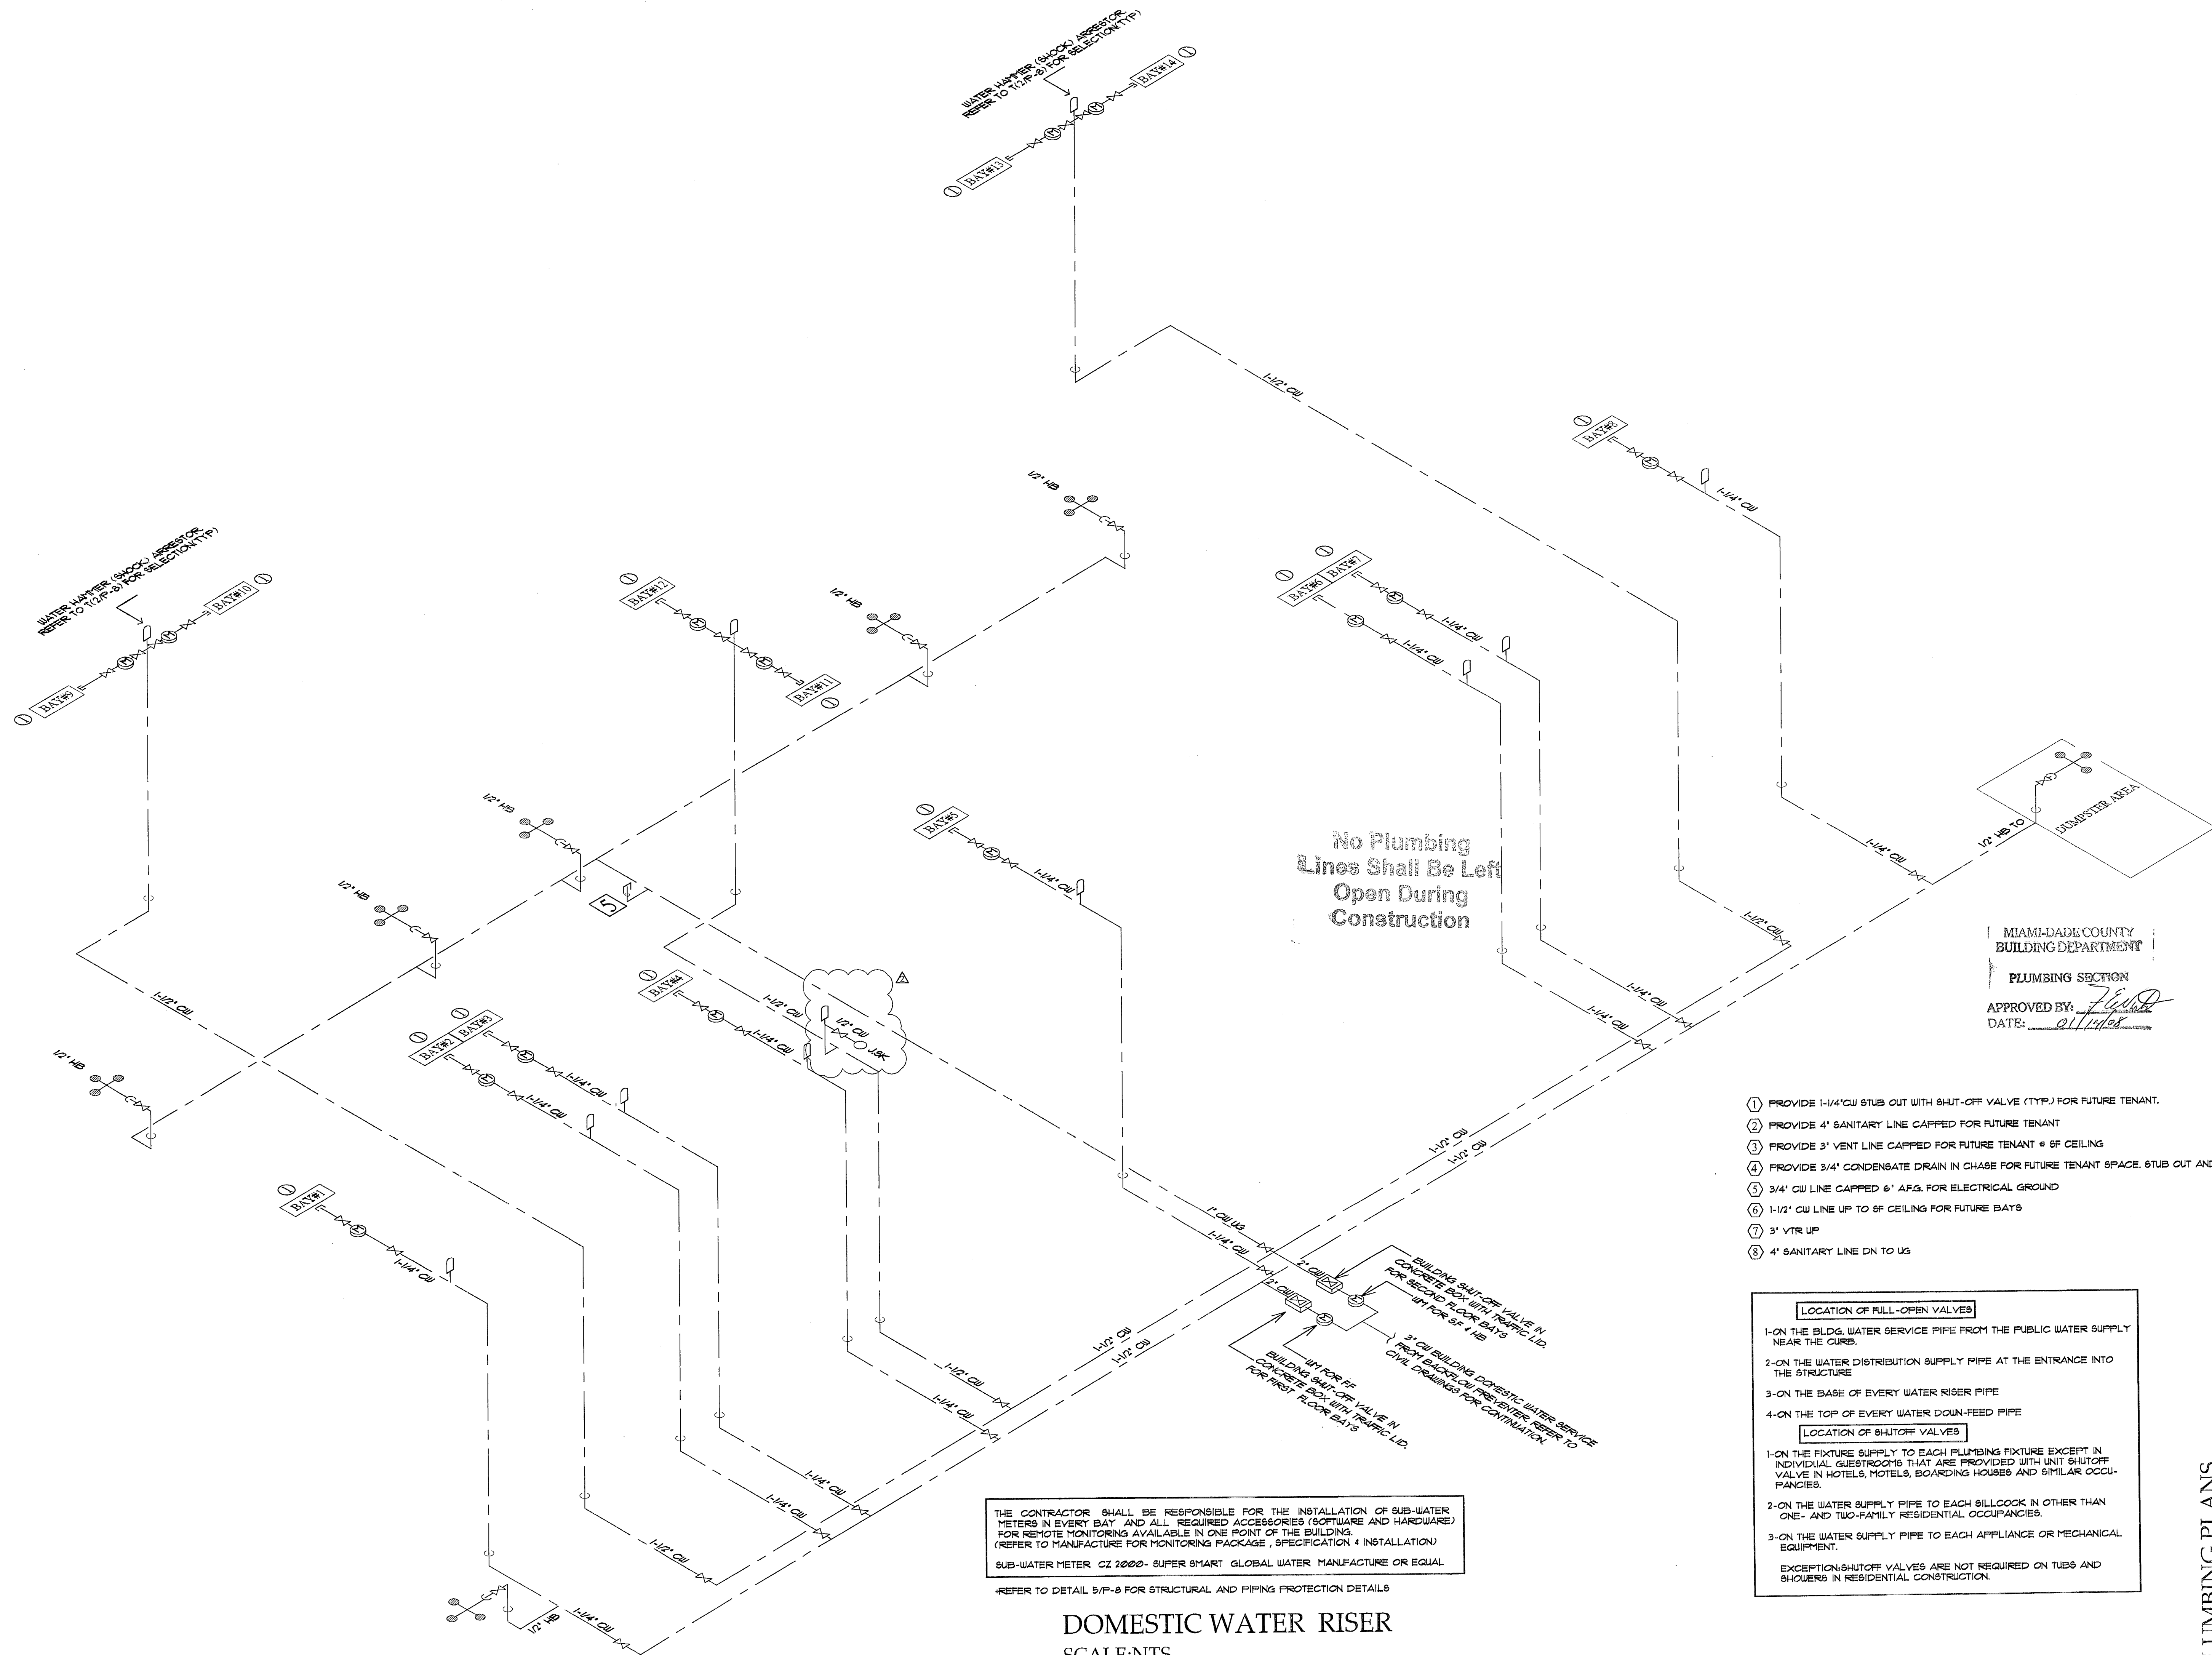 WATER HAMMER (SHOCK) ARRESTOR
REFER TO T(2/P-8) FOR SELECTION(TYP)
BAY#14
1
BAY#13
1
1-1/2" CW
1
BAY#8
1-1/4" CW
1/2" HB
WATER HAMMER (SHOCK) ARRESTOR
REFER TO T(2/P-8) FOR SELECTION(TYP)
BAY#10
1
BAY#9
1
1
BAY#12
BAY#11
1
1/2" HB
1
BAY#7
1
BAY#6
1-1/4" CW
1-1/4" CW
1/2" HB
1/2" HB
5
1
BAY#5
1-1/4" CW
No Plumbing
Lines Shall Be Left
Open During
Construction
1-1/4" CW
1/2" HB TO
DUMPSTER AREA
1-1/2" CW
1-1/4" CW
1-1/4" CW
MIAMI-DADE COUNTY
BUILDING DEPARTMENT
PLUMBING SECTION
APPROVED BY:
DATE: 01/14/08
1-1/2" CW
1
BAY#4
1-1/4" CW
1-1/2" CW
2
1/2" CW
J.SK
1
BAY#3
1
BAY#2
1-1/4" CW
1-1/4" CW
1/2" HB
1
BAY#1
1-1/4" CW
1-1/2" CW
1-1/2" CW
1" CW UG
1-1/4" CW
2" CW
2" CW
BUILDING SHUT-OFF VALVE IN
CONCRETE BOX WITH TRAFFIC LID.
FOR SECOND FLOOR BAYS
WM FOR SF & HB
3" CW BUILDING DOMESTIC WATER SERVICE
FROM BACKFLOW PREVENTER. REFER TO
CIVIL DRAWINGS FOR CONTINUATION.
WM FOR FF
BUILDING SHUT-OFF VALVE IN
CONCRETE BOX WITH TRAFFIC LID.
FOR FIRST FLOOR BAYS
1-1/2" CW
1-1/2" CW
1-1/2" CW
1-1/4" CW
1-1/4" CW
1-1/4" CW
1-1/2" CW
1-1/4" CW
1/2" HB
1 PROVIDE 1-1/4"CW STUB OUT WITH SHUT-OFF VALVE (TYP.) FOR FUTURE TENANT.
2 PROVIDE 4" SANITARY LINE CAPPED FOR FUTURE TENANT
3 PROVIDE 3" VENT LINE CAPPED FOR FUTURE TENANT @ SF CEILING
4 PROVIDE 3/4" CONDENSATE DRAIN IN CHASE FOR FUTURE TENANT SPACE. STUB OUT AND
5 3/4" CW LINE CAPPED 6" A.F.G. FOR ELECTRICAL GROUND
6 1-1/2" CW LINE UP TO SF CEILING FOR FUTURE BAYS
7 3" VTR UP
8 4" SANITARY LINE DN TO UG
LOCATION OF FULL-OPEN VALVES
1-ON THE BLDG. WATER SERVICE PIPE FROM THE PUBLIC WATER SUPPLY
NEAR THE CURB.
2-ON THE WATER DISTRIBUTION SUPPLY PIPE AT THE ENTRANCE INTO
THE STRUCTURE
3-ON THE BASE OF EVERY WATER RISER PIPE
4-ON THE TOP OF EVERY WATER DOWN-FEED PIPE
LOCATION OF SHUTOFF VALVES
1-ON THE FIXTURE SUPPLY TO EACH PLUMBING FIXTURE EXCEPT IN
INDIVIDUAL GUESTROOMS THAT ARE PROVIDED WITH UNIT SHUTOFF
VALVE IN HOTELS, MOTELS, BOARDING HOUSES AND SIMILAR OCCU-
PANCIES.
2-ON THE WATER SUPPLY PIPE TO EACH SILLCOCK IN OTHER THAN
ONE- AND TWO-FAMILY RESIDENTIAL OCCUPANCIES.
3-ON THE WATER SUPPLY PIPE TO EACH APPLIANCE OR MECHANICAL
EQUIPMENT.
EXCEPTION:SHUTOFF VALVES ARE NOT REQUIRED ON TUBS AND
SHOWERS IN RESIDENTIAL CONSTRUCTION.
THE CONTRACTOR SHALL BE RESPONSIBLE FOR THE INSTALLATION OF SUB-WATER
METERS IN EVERY BAY AND ALL REQUIRED ACCESSORIES (SOFTWARE AND HARDWARE)
FOR REMOTE MONITORING AVAILABLE IN ONE POINT OF THE BUILDING.
(REFER TO MANUFACTURE FOR MONITORING PACKAGE , SPECIFICATION & INSTALLATION)
SUB-WATER METER CZ 2000- SUPER SMART GLOBAL WATER MANUFACTURE OR EQUAL
*REFER TO DETAIL 5/P-8 FOR STRUCTURAL AND PIPING PROTECTION DETAILS
DOMESTIC WATER RISER
SCALE:NTS
LUMBING PLANS